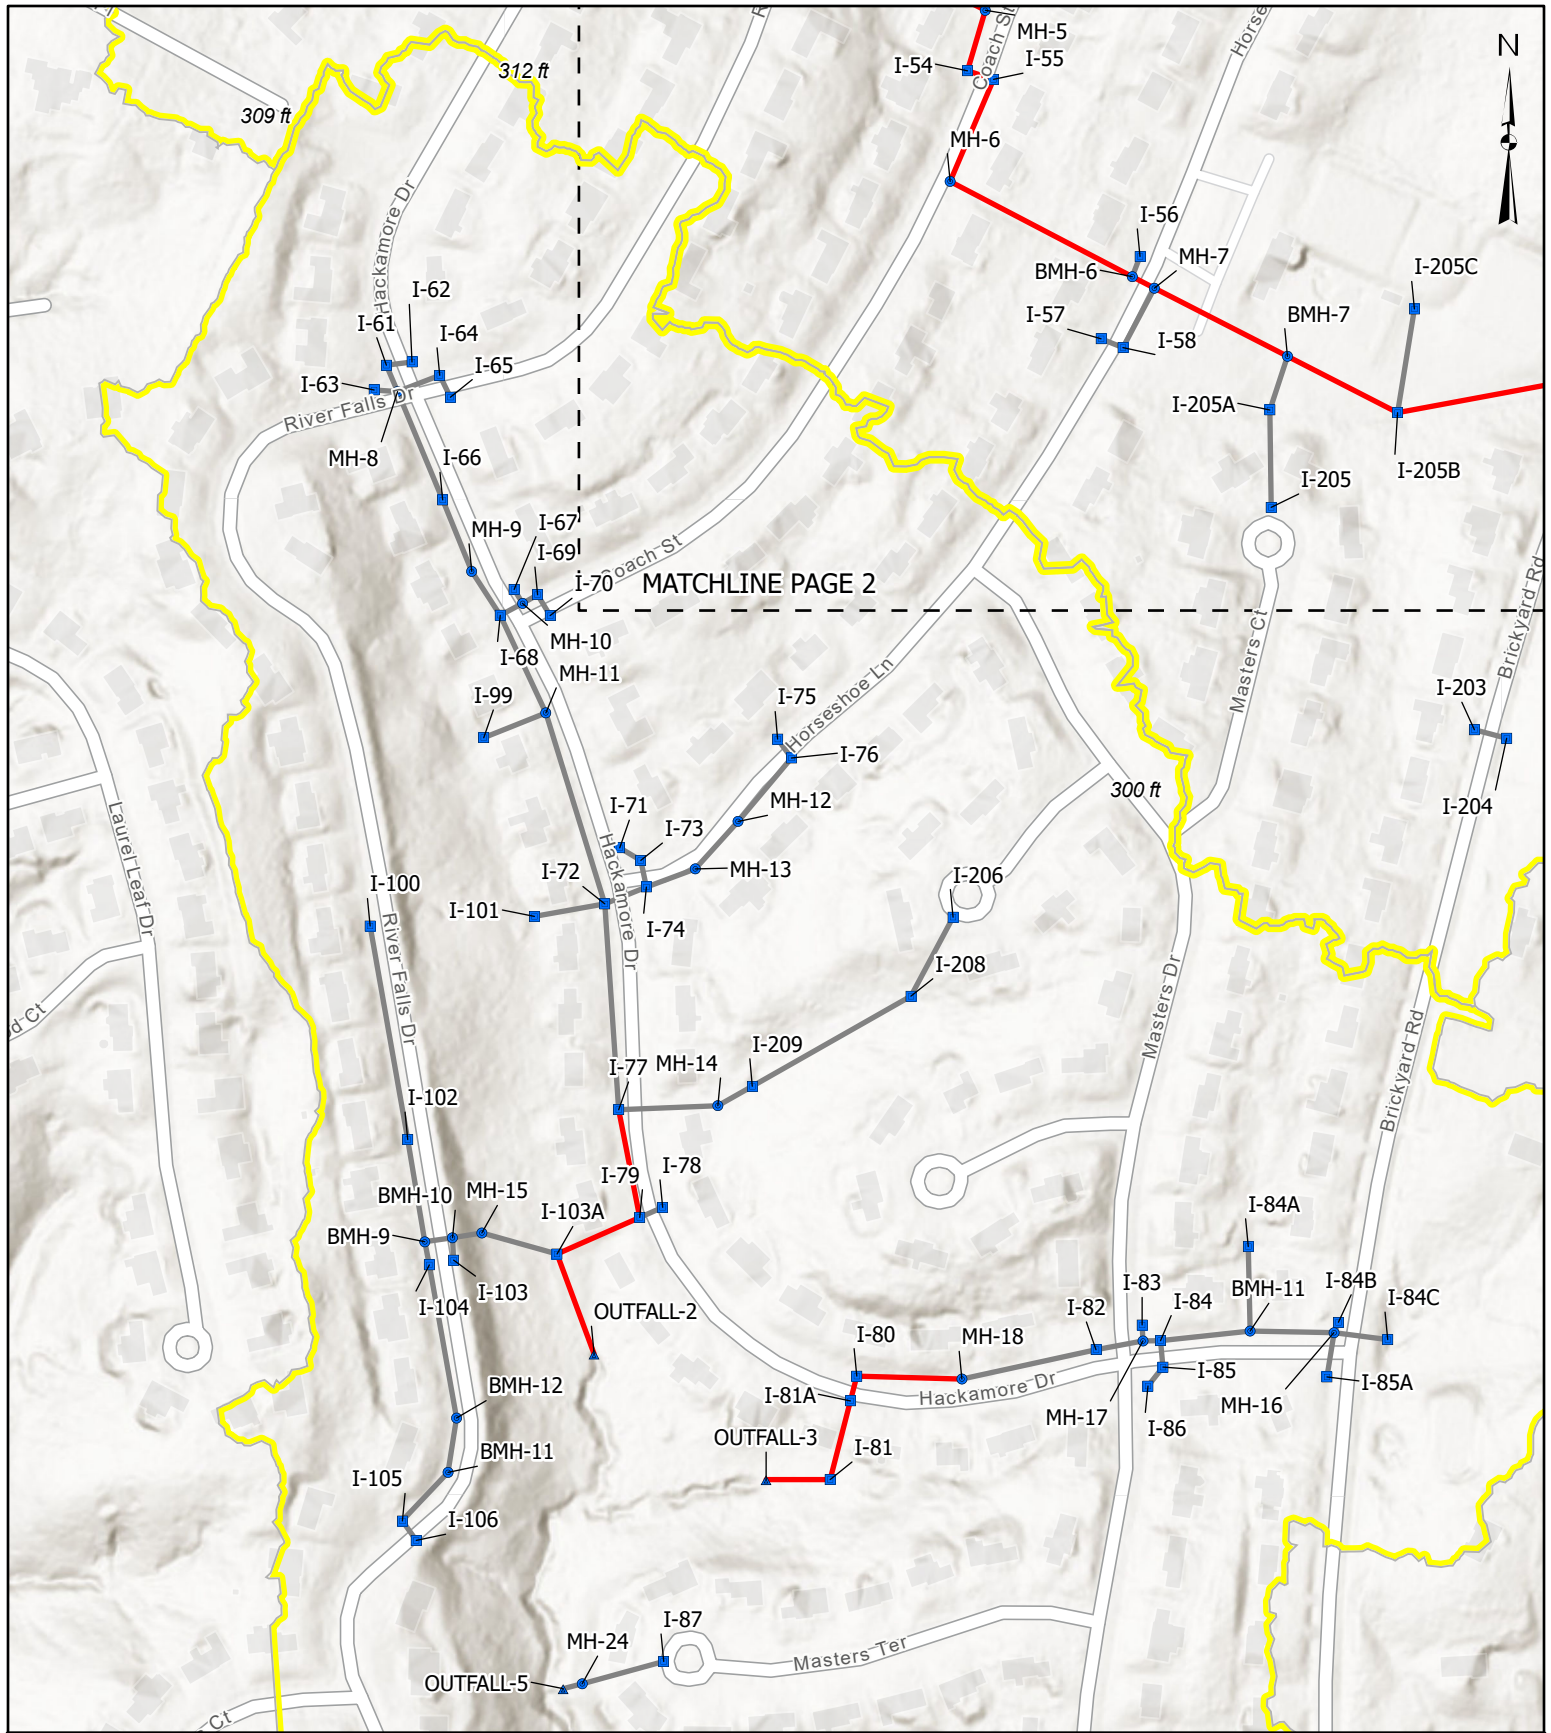 MH-5
I-54
I-55
Coach St
Horse
312 ft
309 ft
N
MH-6
Hackamore Dr
I-56
MH-7
BMH-6
I-205C
I-62
I-61
I-64
I-57
BMH-7
I-58
I-63
I-65
River Falls Dr
I-205A
MH-8
I-66
I-205B
I-205
MH-9
I-67
I-69
I-70
Coach St
MATCHLINE PAGE 2
MH-10
Brickyard Rd
I-68
MH-11
Masters Ct
Horseshoe Ln
I-99
I-75
I-203
I-76
300 ft
I-204
Laurel Leaf Dr
MH-12
I-71
I-73
Hackamore Dr
I-72
MH-13
I-100
I-206
I-101
I-74
River Falls Dr
I-208
Masters Dr
Brickyard Rd
d Ct
I-209
MH-14
I-77
I-102
I-79
I-78
BMH-10
MH-15
I-103A
I-84A
BMH-9
I-104
I-103
OUTFALL-2
I-83
I-82
I-84
BMH-11
I-84B
I-84C
I-80
MH-18
BMH-12
I-81A
Hackamore Dr
I-85
I-85A
MH-17
MH-16
I-86
OUTFALL-3
I-81
BMH-11
I-105
I-106
I-87
MH-24
Masters Ter
OUTFALL-5
Ct